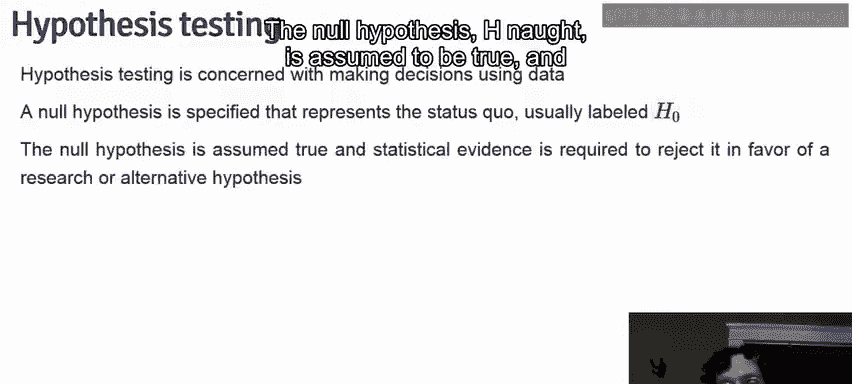 Hypothesis testing
The null hypothesis, H naught,
is assumed to be true, and
Hypothesis testing is concerned with making decisions using data
A null hypothesis is specified that represents the status quo, usually labeled H₀
The null hypothesis is assumed true and statistical evidence is required to reject it in favor of a
research or alternative hypothesis